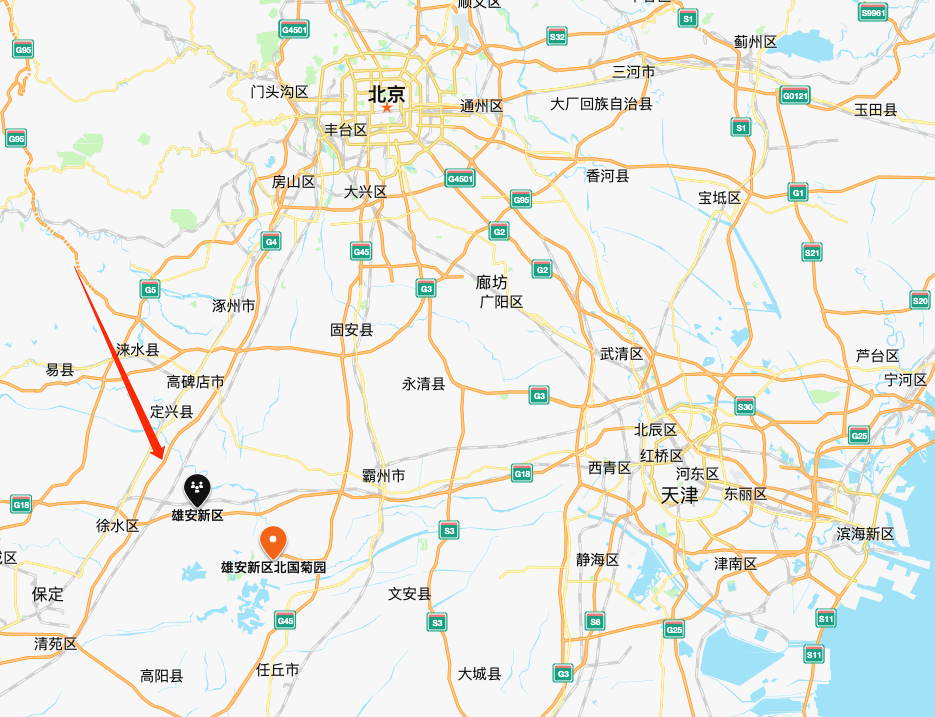 顺义区
G4501
S32
S1
S9961
G95
蓟州区
三河市
门头沟区
北京
通州区
大厂回族自治县
G0121
玉田县
丰台区
G95
S1
香河县
房山区
大兴区
G4501
G95
宝坻区
G1
G4
G45
G2
S21
G5
G3
廊坊
G2
广阳区
S20
涿州市
固安县
涞水县
武清区
芦台区
易县
高碑店市
永清县
宁河区
G3
S30
定兴县
北辰区
G25
红桥区
霸州市
G18
西青区
河东区
天津
东丽区
G18
雄安新区
徐水区
S3
滨海新区
雄安新区北国菊园
静海区
津南区
保定
文安县
G45
S3
S6
G25
S11
清苑区
S11
高阳县
任丘市
大城县
G3